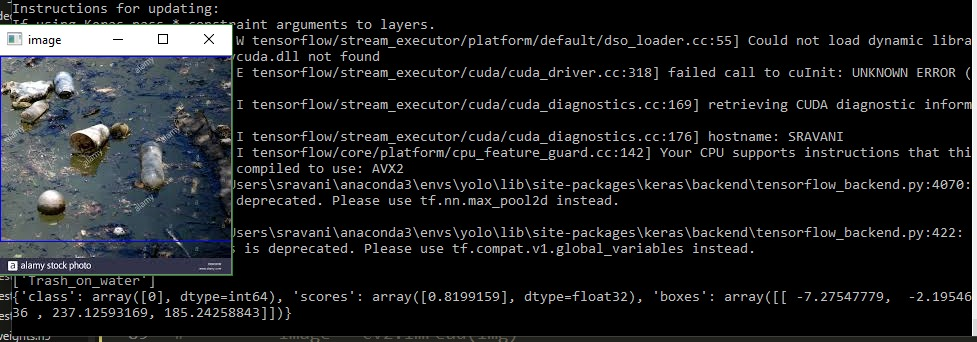 Instructions for updating:
If using Keras pass *_constraint arguments to layers.
image
W tensorflow/stream_executor/platform/default/dso_loader.cc:55] Could not load dynamic libra
/cuda.dll not found
E tensorflow/stream_executor/cuda/cuda_driver.cc:318] failed call to cuInit: UNKNOWN ERROR (
I tensorflow/stream_executor/cuda/cuda_diagnostics.cc:169] retrieving CUDA diagnostic inform
I tensorflow/stream_executor/cuda/cuda_diagnostics.cc:176] hostname: SRAVANI
I tensorflow/core/platform/cpu_feature_guard.cc:142] Your CPU supports instructions that thi
compiled to use: AVX2
Users\sravani\anaconda3\envs\yolo\lib\site-packages\keras\backend\tensorflow_backend.py:4070:
deprecated. Please use tf.nn.max_pool2d instead.
Users\sravani\anaconda3\envs\yolo\lib\site-packages\keras\backend\tensorflow_backend.py:422:
s is deprecated. Please use tf.compat.v1.global_variables instead.
alamy
alamy
alamy
alamy
alamy
a alamy stock photo
['Trash_on_water']
{'class': array([0], dtype=int64), 'scores': array([0.8199159], dtype=float32), 'boxes': array([[ -7.27547779, -2.19546
36 , 237.12593169, 185.24258843]])}
weights.h5